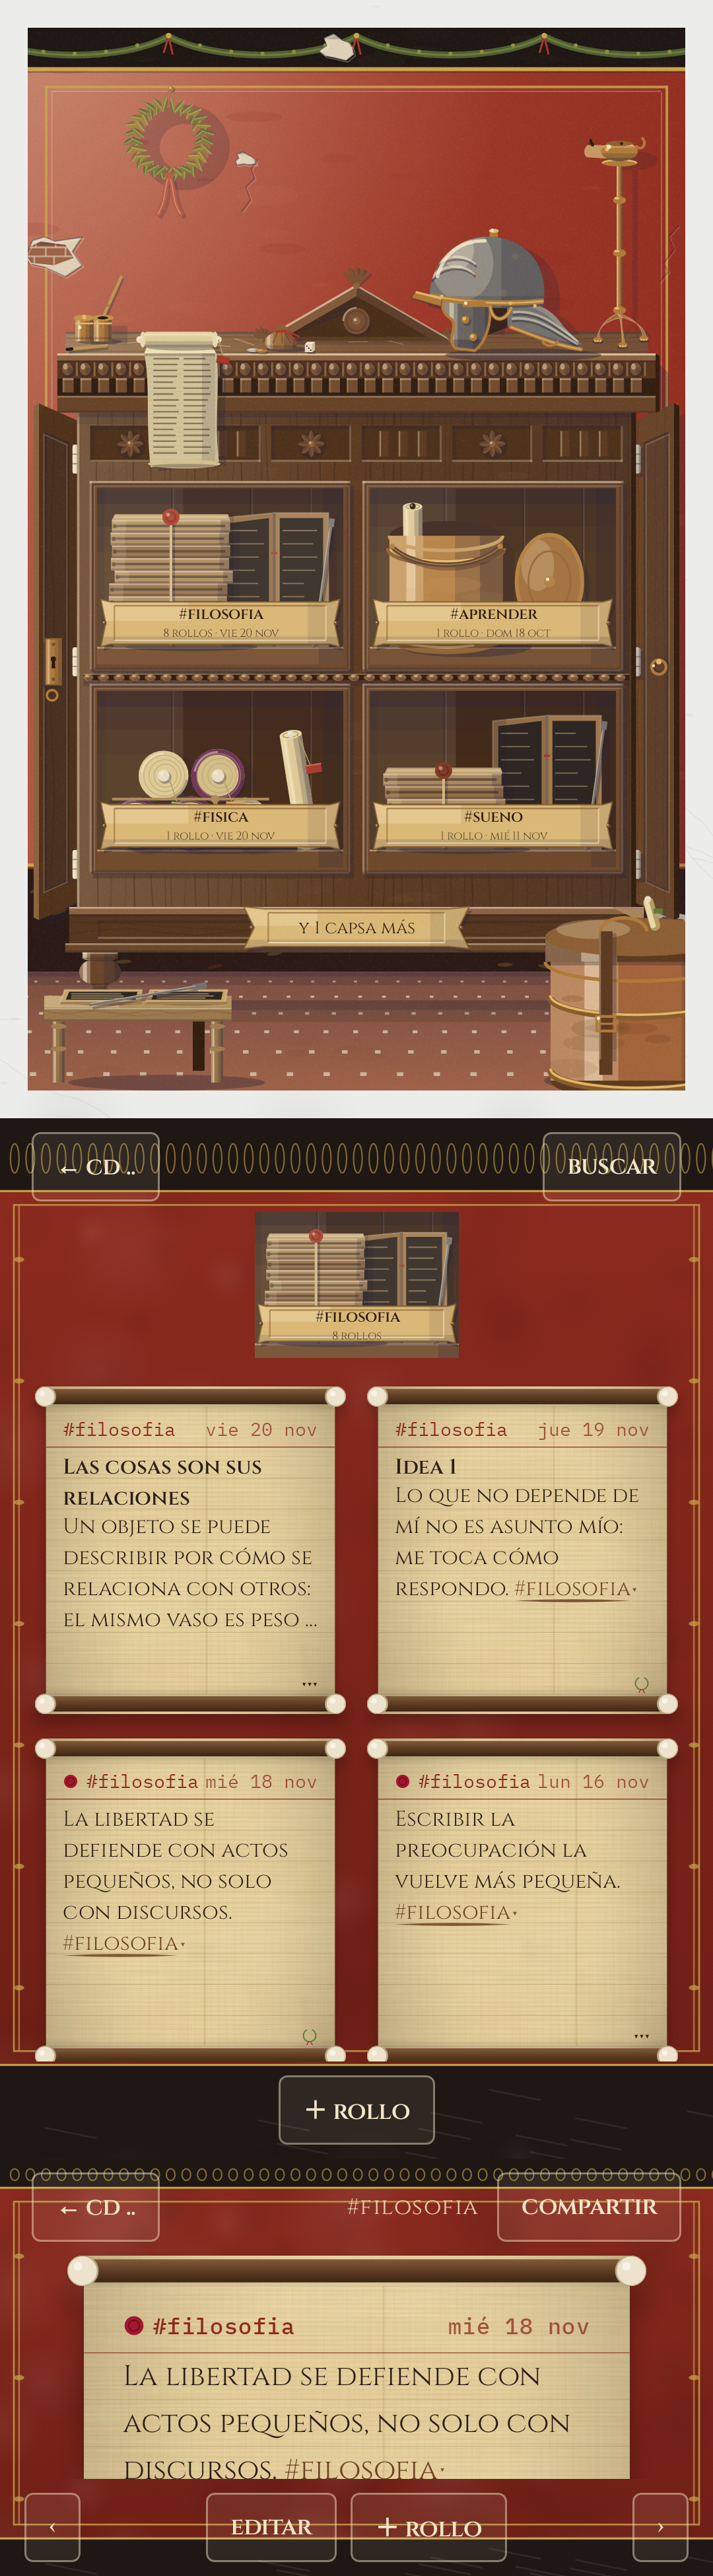 #FILOSOFIA
8 ROLLOS · VIE 20 NOV
#APRENDER
1 ROLLO · DOM 18 OCT
#FISICA
1 ROLLO · VIE 20 NOV
#SUENO
1 ROLLO · MIÉ 11 NOV
Y 1 CAPSA MÁS
← CD ..
BUSCAR
#FILOSOFIA
8 ROLLOS
#filosofia vie 20 nov
LAS COSAS SON SUS
RELACIONES
UN OBJETO SE PUEDE
DESCRIBIR POR CÓMO SE
RELACIONA CON OTROS:
EL MISMO VASO ES PESO ...
#filosofia jue 19 nov
IDEA 1
LO QUE NO DEPENDE DE
MÍ NO ES ASUNTO MÍO:
ME TOCA CÓMO
RESPONDO. #FILOSOFIA
#filosofia mié 18 nov
LA LIBERTAD SE
DEFIENDE CON ACTOS
PEQUEÑOS, NO SOLO
CON DISCURSOS.
#FILOSOFIA
#filosofia lun 16 nov
ESCRIBIR LA
PREOCUPACIÓN LA
VUELVE MÁS PEQUEÑA.
#FILOSOFIA
+ ROLLO
← CD ..
#FILOSOFIA
COMPARTIR
#filosofia mié 18 nov
LA LIBERTAD SE DEFIENDE CON
ACTOS PEQUEÑOS, NO SOLO CON
DISCURSOS. #FILOSOFIA
‹
EDITAR
+ ROLLO
›